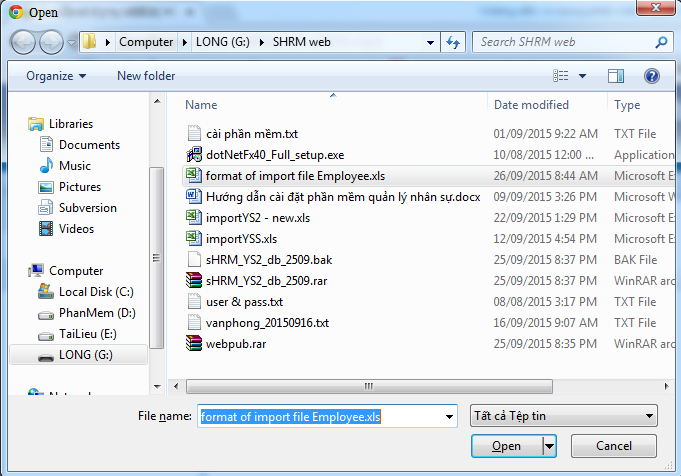 Open
Computer LONG (G:) SHRM web Search SHRM web
Organize New folder
Name Date modified Type
Libraries
Documents
Music
Pictures
Subversion
Videos
Computer
Local Disk (C:)
PhanMem (D:)
TaiLieu (E:)
LONG (G:)
cài phần mềm.txt 01/09/2015 9:22 AM TXT File
dotNetFx40_Full_setup.exe 10/08/2015 12:00 ... Application
format of import file Employee.xls 26/09/2015 8:44 AM Microsoft E
Hướng dẫn cài đặt phần mềm quản lý nhân sự.docx 09/09/2015 3:26 PM Microsoft W
importYS2 - new.xls 22/09/2015 1:29 PM Microsoft E
importYSS.xls 12/09/2015 4:54 PM Microsoft E
sHRM_YS2_db_2509.bak 25/09/2015 8:37 PM BAK File
sHRM_YS2_db_2509.rar 25/09/2015 8:37 PM WinRAR arc
user & pass.txt 08/08/2015 3:17 PM TXT File
vanphong_20150916.txt 16/09/2015 9:07 AM TXT File
webpub.rar 25/09/2015 8:35 PM WinRAR arc
File name: format of import file Employee.xls Tất cả Tệp tin
Open Cancel